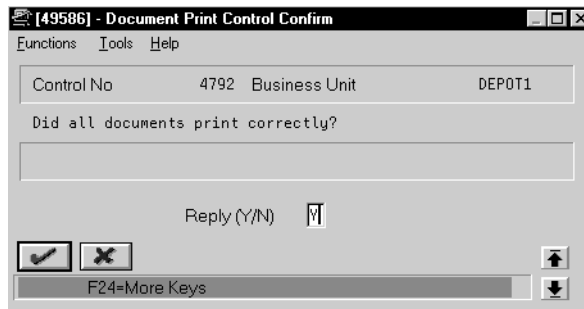 [49586] - Document Print Control Confirm
Functions Tools Help
Control No 4792 Business Unit DEPOT1
Did all documents print correctly?
Reply (Y/N) Y
F24=More Keys